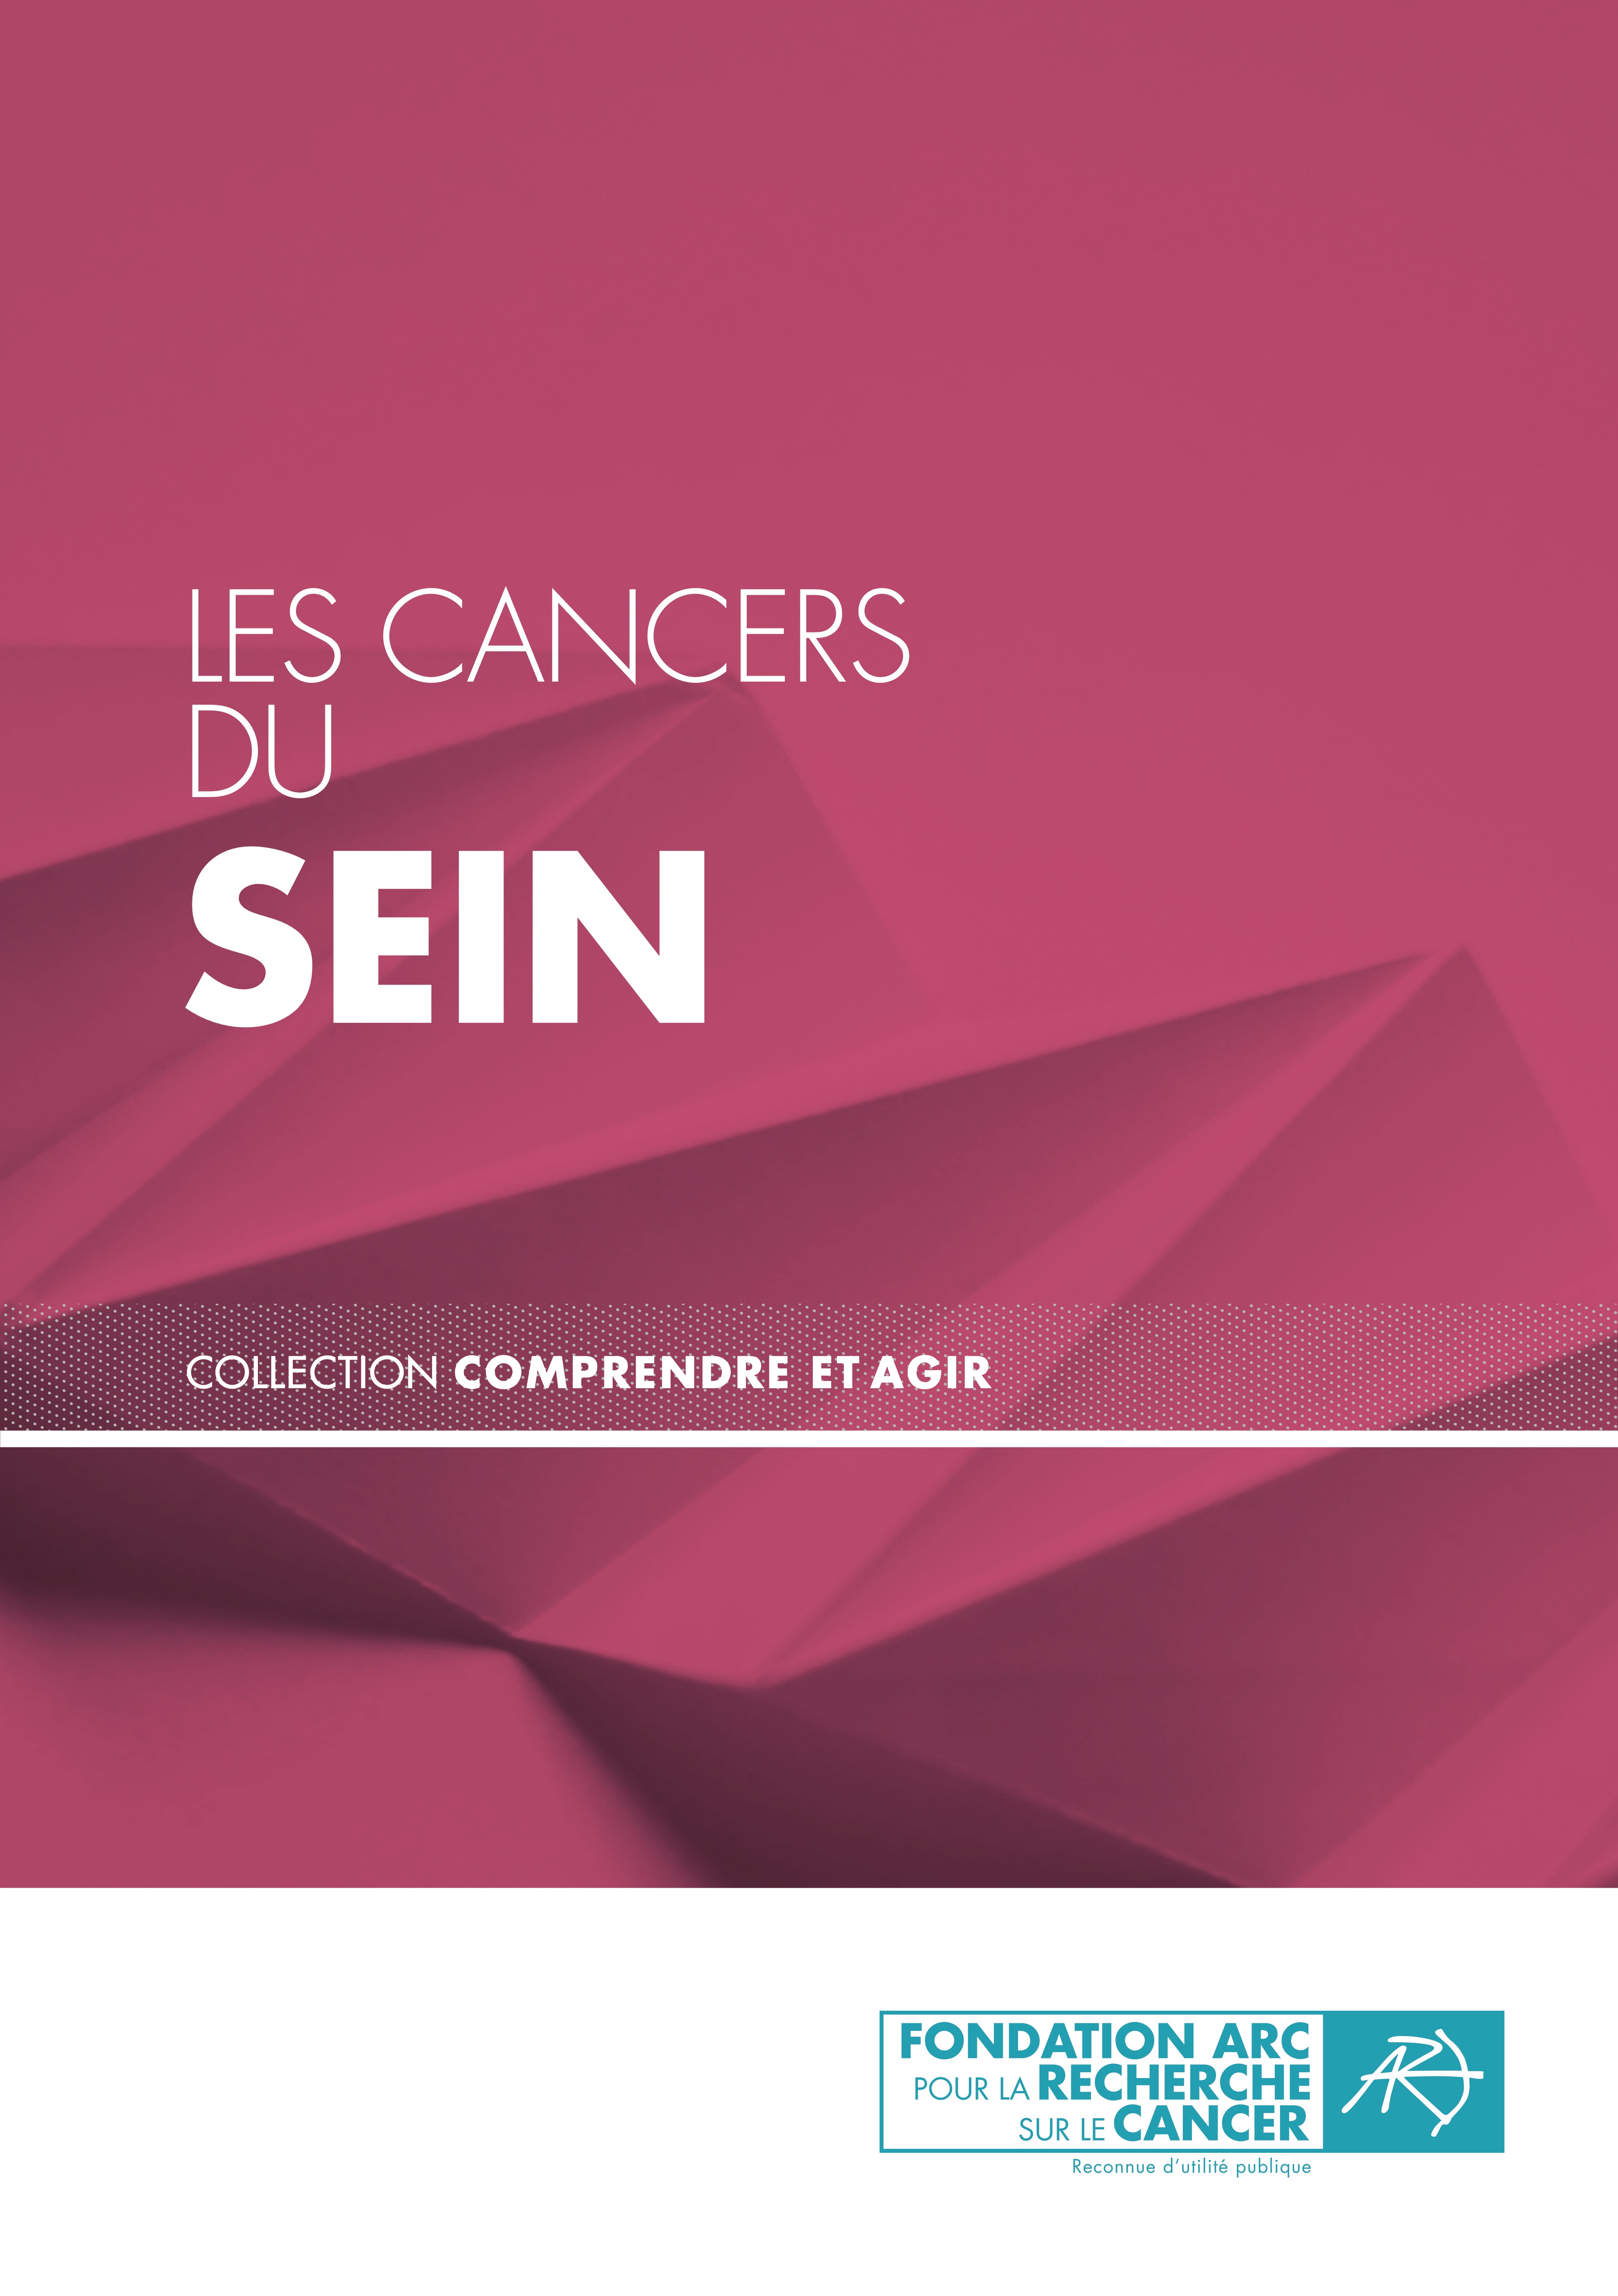 LES CANCERS
DU
SEIN
COLLECTION COMPRENDRE ET AGIR
FONDATION ARC
POUR LA RECHERCHE
SUR LE CANCER
Reconnue d'utilité publique